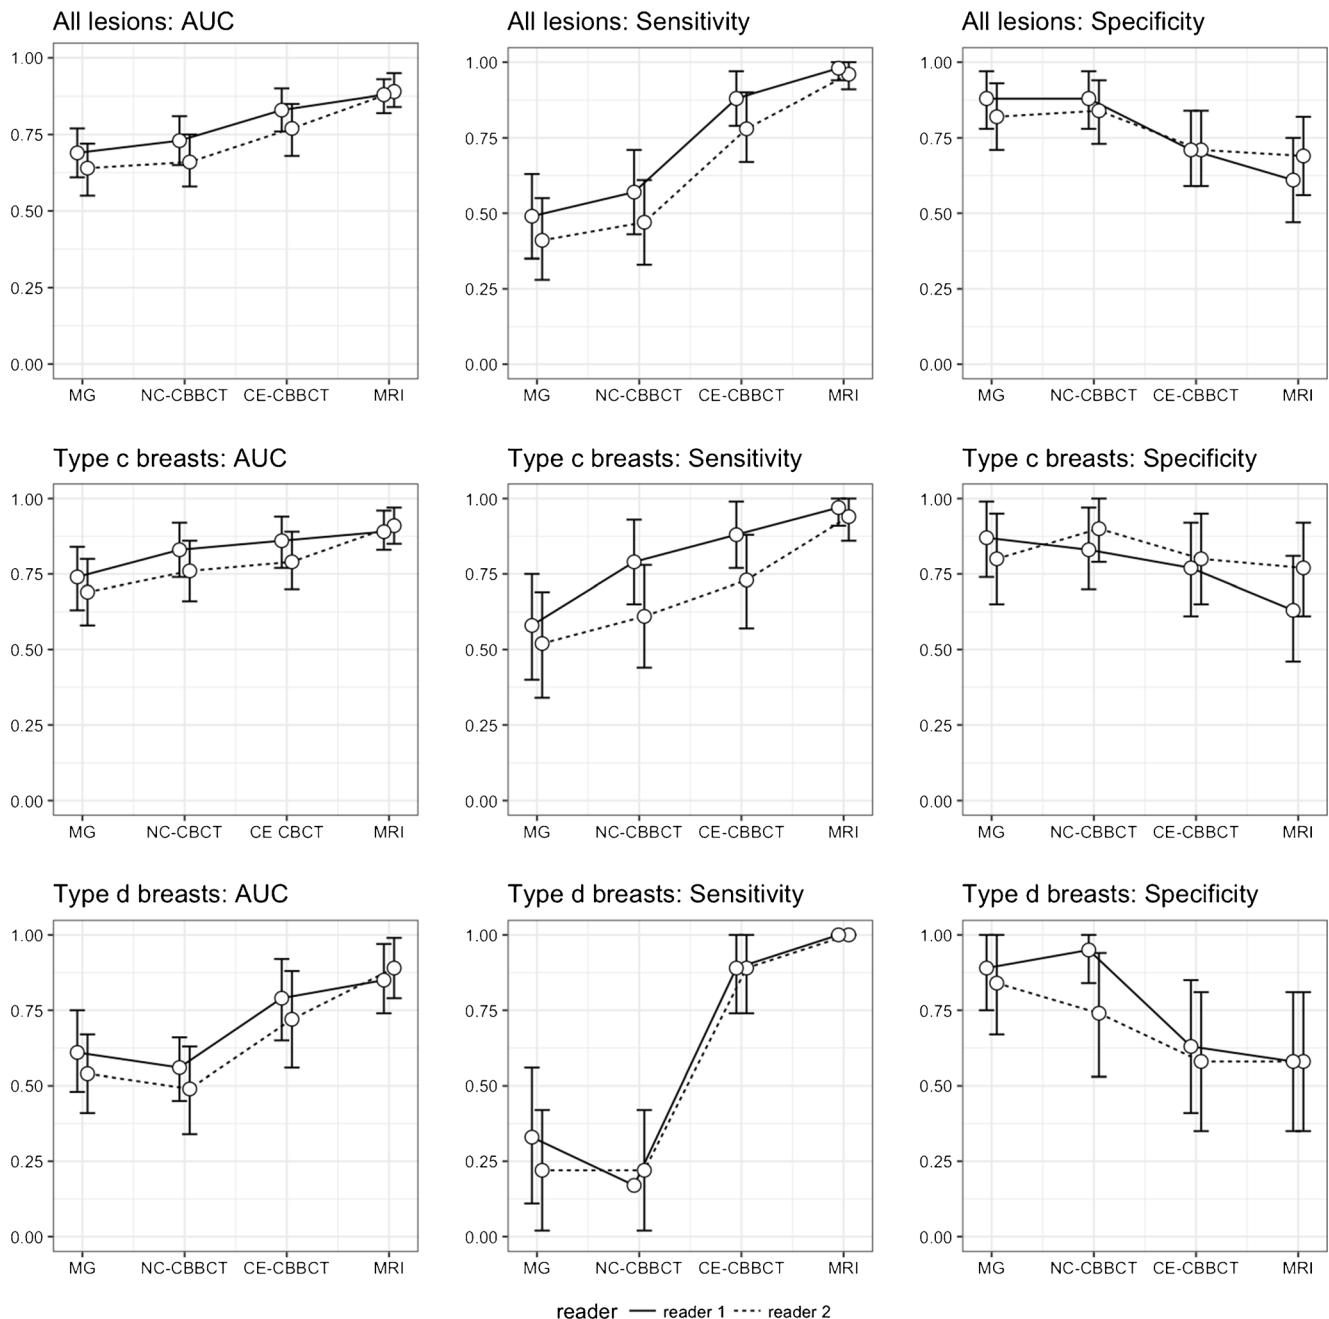 All lesions: AUC
1.00
0.75
0.50
0.25
0.00
MG NC-CBBCT CE-CBBCT MRI
All lesions: Sensitivity
1.00
0.75
0.50
0.25
0.00
MG NC-CBBCT CE-CBBCT MRI
All lesions: Specificity
1.00
0.75
0.50
0.25
0.00
MG NC-CBBCT CE-CBBCT MRI
Type c breasts: AUC
1.00
0.75
0.50
0.25
0.00
MG NC-CBCT CE CBCT MRI
Type c breasts: Sensitivity
1.00
0.75
0.50
0.25
0.00
MG NC-CBBCT CE-CBBCT MRI
Type c breasts: Specificity
1.00
0.75
0.50
0.25
0.00
MG NC-CBBCT CE-CBBCT MRI
Type d breasts: AUC
1.00
0.75
0.50
0.25
0.00
MG NC-CBBCT CE-CBBCT MRI
Type d breasts: Sensitivity
1.00
0.75
0.50
0.25
0.00
MG NC-CBBCT CE-CBBCT MRI
Type d breasts: Specificity
1.00
0.75
0.50
0.25
0.00
MG NC-CBBCT CE-CBBCT MRI
reader reader 1 reader 2